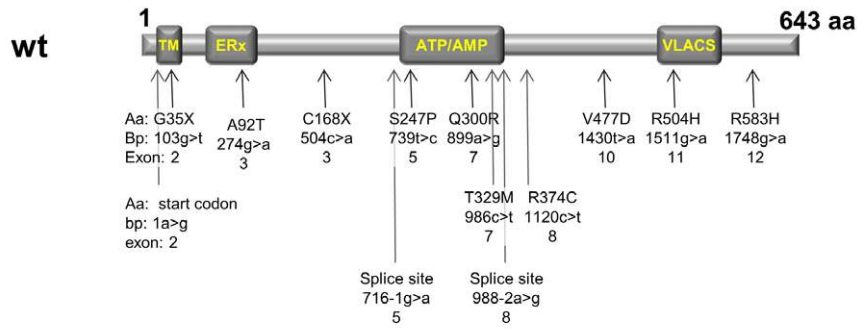 1
643 aa
wt
TM
ERx
ATP/AMP
VLACS
Aa: G35X
Bp: 103g>t
Exon: 2
A92T
274g>a
3
C168X
504c>a
3
S247P
739t>c
5
Q300R
899a>g
7
V477D
1430t>a
10
R504H
1511g>a
11
R583H
1748g>a
12
Aa: start codon
bp: 1a>g
exon: 2
T329M
986c>t
7
R374C
1120c>t
8
Splice site
716-1g>a
5
Splice site
988-2a>g
8